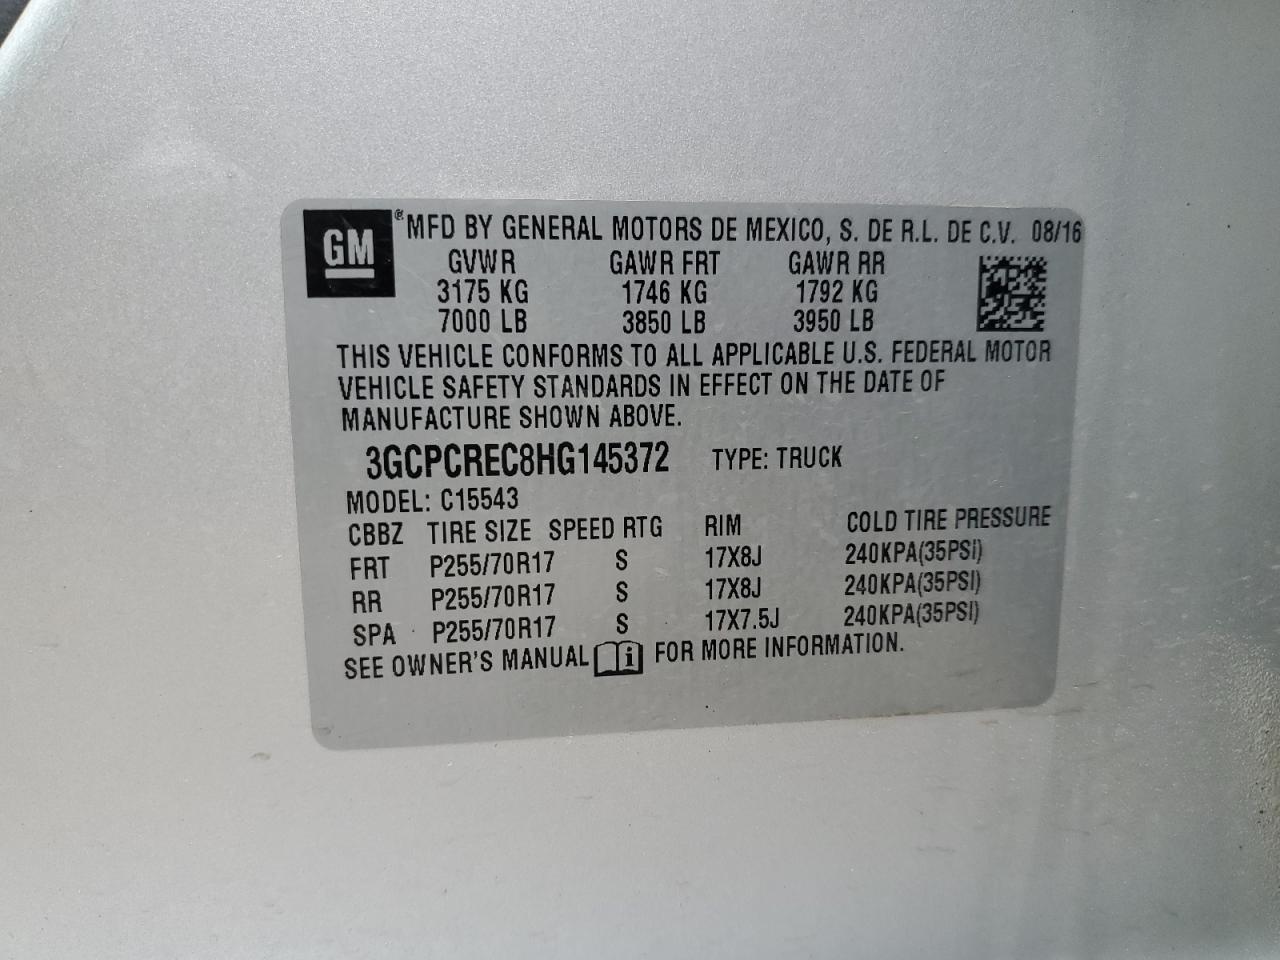 GM ® MFD BY GENERAL MOTORS DE MEXICO, S. DE R.L. DE C.V. 08/16
GVWR GAWR FRT GAWR RR
3175 KG 1746 KG 1792 KG
7000 LB 3850 LB 3950 LB
THIS VEHICLE CONFORMS TO ALL APPLICABLE U.S. FEDERAL MOTOR
VEHICLE SAFETY STANDARDS IN EFFECT ON THE DATE OF
MANUFACTURE SHOWN ABOVE.
3GCPCREC8HG145372 TYPE: TRUCK
MODEL: C15543
CBBZ TIRE SIZE SPEED RTG RIM COLD TIRE PRESSURE
FRT P255/70R17 S 17X8J 240KPA(35PSI)
RR P255/70R17 S 17X8J 240KPA(35PSI)
SPA P255/70R17 S 17X7.5J 240KPA(35PSI)
SEE OWNER'S MANUAL i FOR MORE INFORMATION.